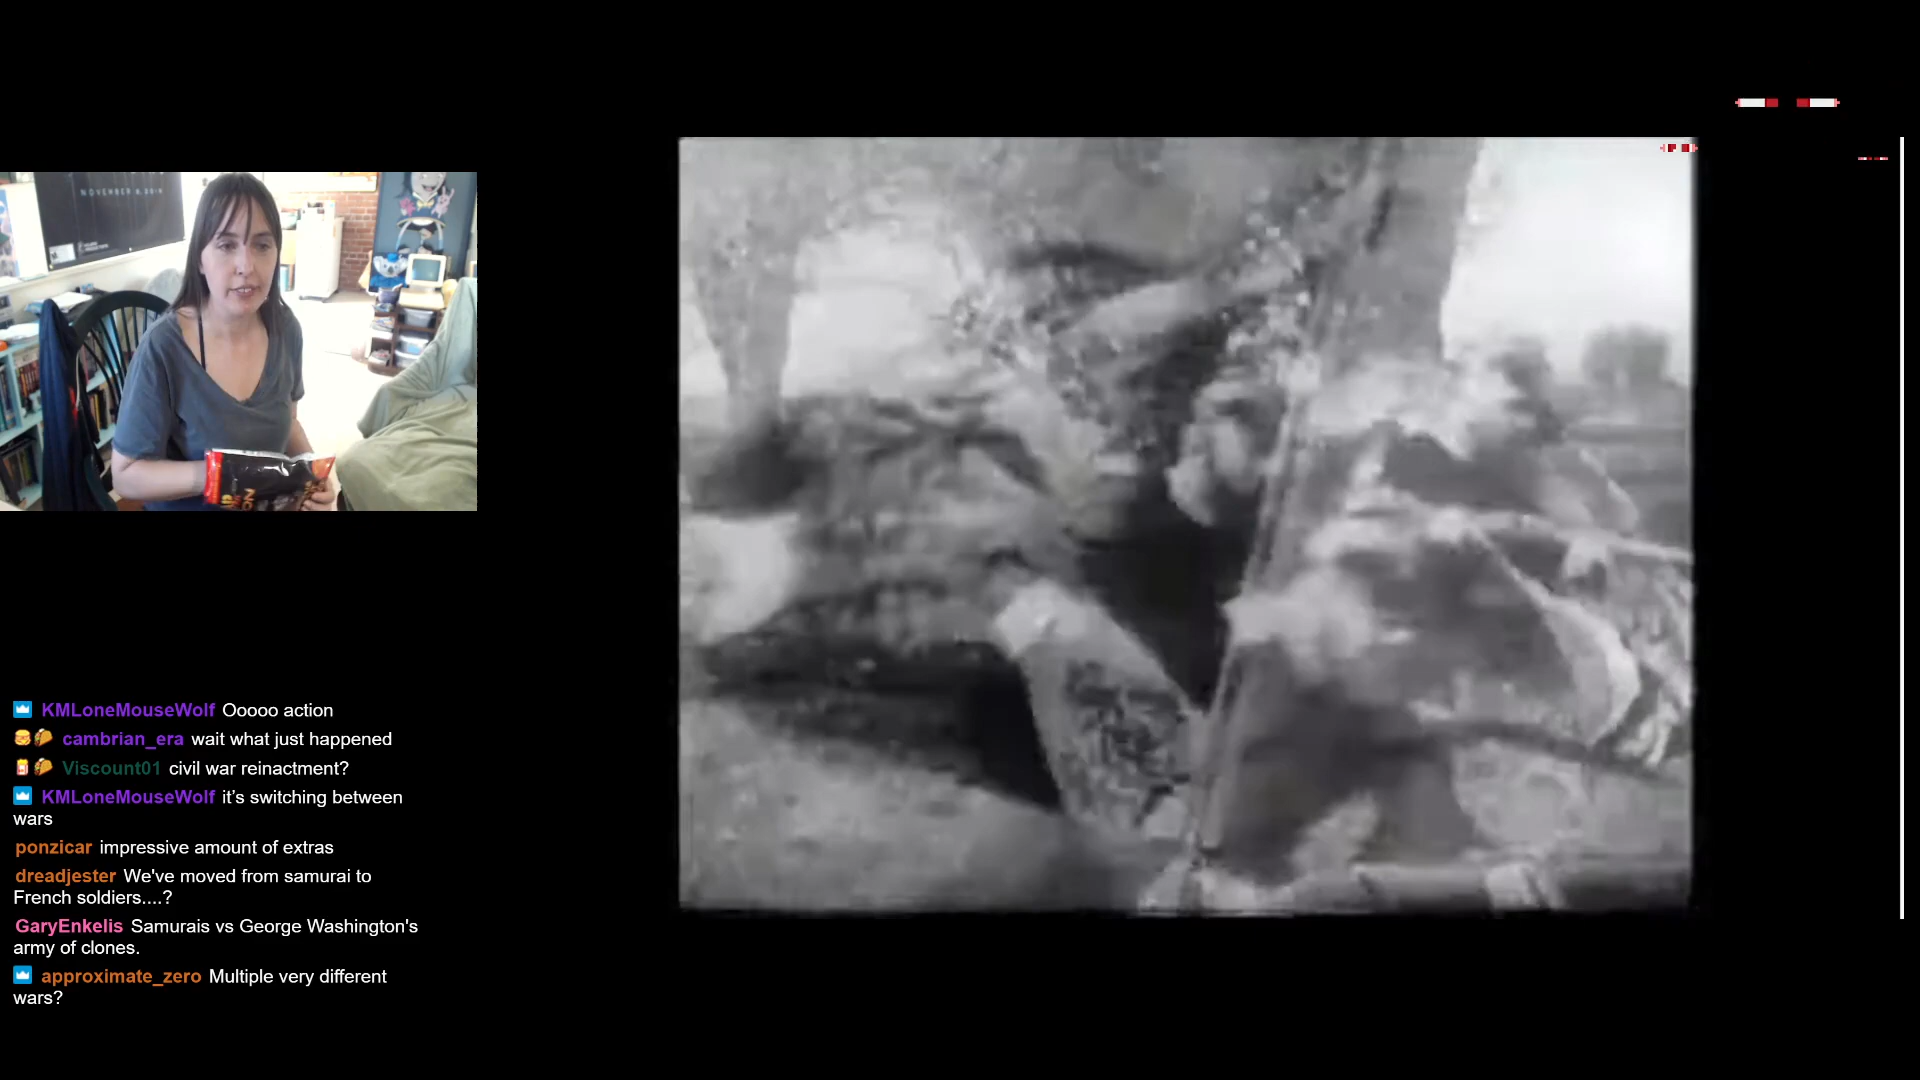 NOVEMBER
KMLoneMouseWolf Ooooo action
cambrian_era wait what just happened
Viscount01 civil war reinactment?
KMLoneMouseWolf it’s switching between
wars
ponzicar impressive amount of extras
dreadjester We've moved from samurai to
French soldiers....?
GaryEnkelis Samurais vs George Washington's
army of clones.
approximate_zero Multiple very different
wars?